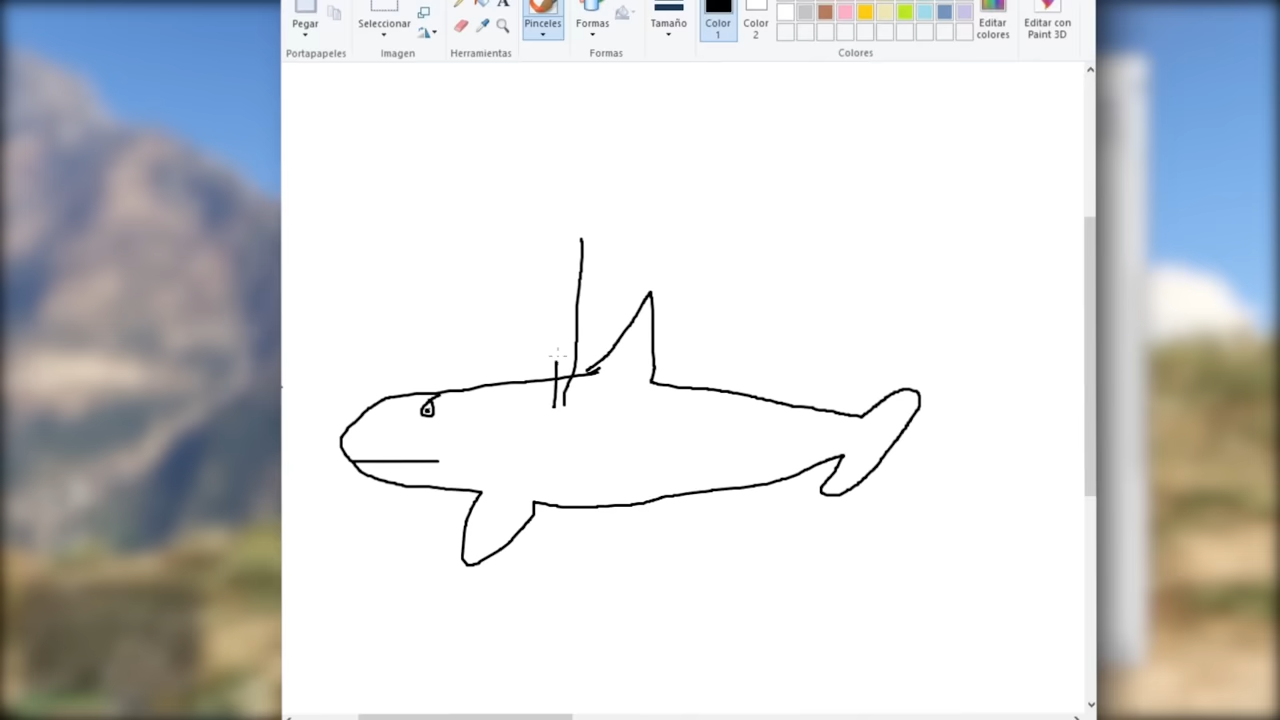 Pegar
Seleccionar
Pinceles
Formas
Tamaño
Color
1
Color
2
Editar
colores
Editar con
Paint 3D
Portapapeles
Imagen
Herramientas
Formas
Colores